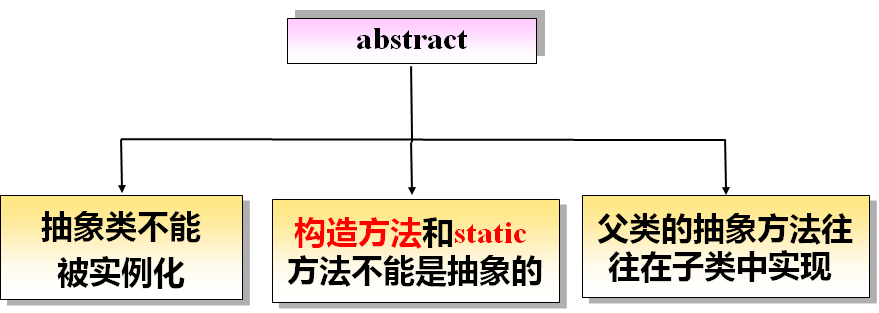 abstract
抽象类不能
被实例化
构造方法和static
方法不能是抽象的
父类的抽象方法往
往在子类中实现